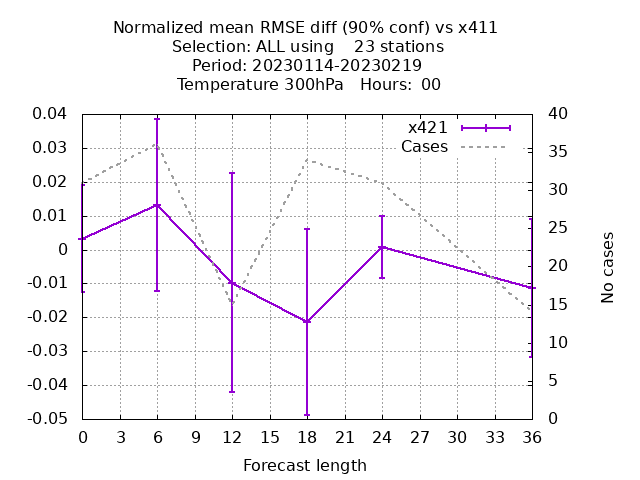 Normalized mean RMSE diff (90% conf) vs x411
Selection: ALL using    23 stations
Period: 20230114-20230219
Temperature 300hPa   Hours:  00
x421
Cases
0.04
0.03
0.02
0.01
0
-0.01
-0.02
-0.03
-0.04
-0.05
40
35
30
25
20
15
10
5
0
No cases
0 3 6 9 12 15 18 21 24 27 30 33 36
Forecast length